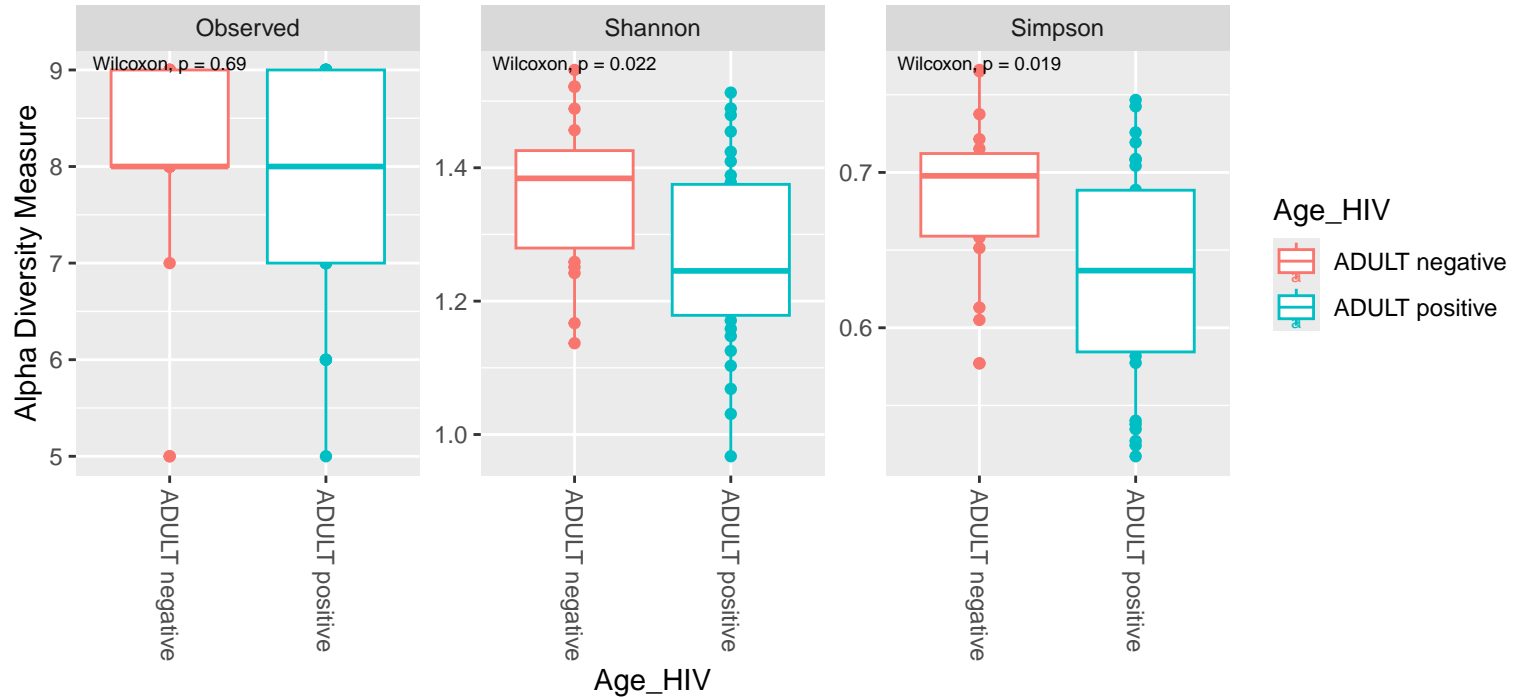 Observed
Shannon
Simpson
Wilcoxon, p = 0.69
Wilcoxon, p = 0.022
Wilcoxon, p = 0.019
Alpha Diversity Measure
9
8
7
6
5
1.4
1.2
1.0
0.7
0.6
ADULT negative
ADULT positive
ADULT negative
ADULT positive
ADULT negative
ADULT positive
Age_HIV
Age_HIV
ADULT negative
ADULT positive